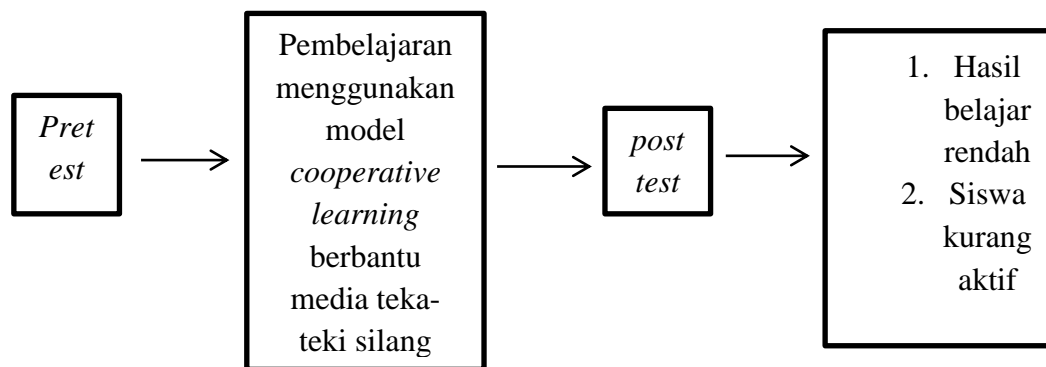 Pret
est
Pembelajaran
menggunakan
model
cooperative
learning
berbantu
media teka-
teki silang
post
test
1. Hasil
belajar
rendah
2. Siswa
kurang
aktif